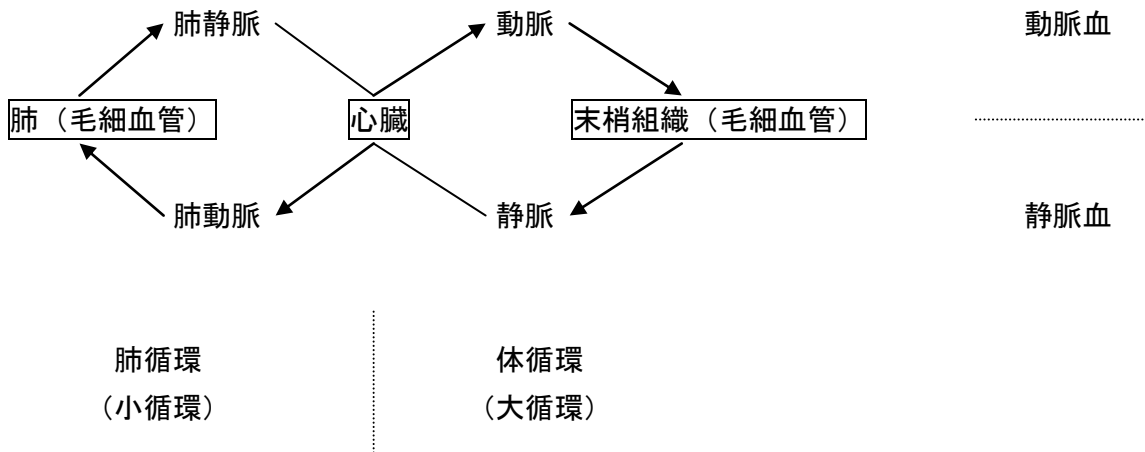 肺静脈 動脈 動脈血
肺（毛細血管） 心臓 末梢組織（毛細血管）
肺動脈 静脈 静脈血
肺循環 体循環
（小循環） （大循環）